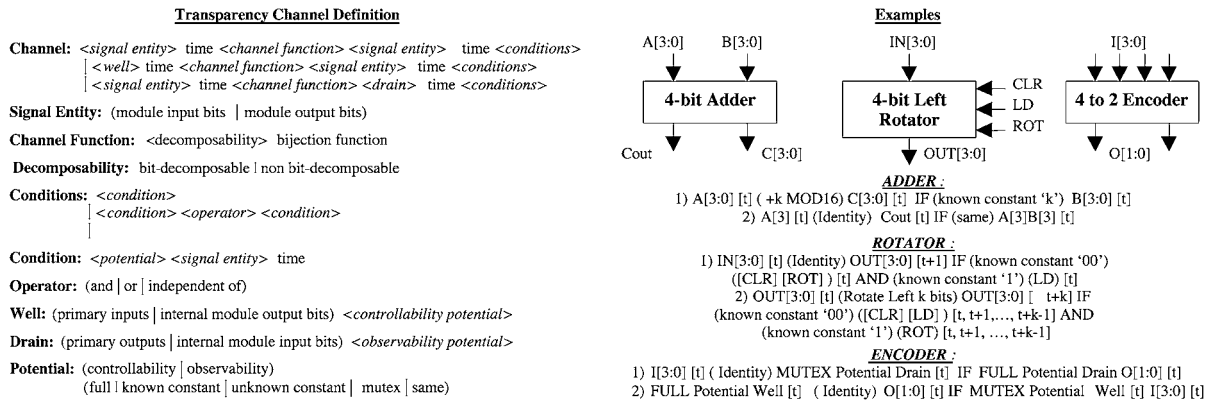 Transparency Channel Definition
Channel: <signal entity> time <channel function> <signal entity> time <conditions>
| <well> time <channel function> <signal entity> time <conditions>
| <signal entity> time <channel function> <drain> time <conditions>
Signal Entity: (module input bits | module output bits)
Channel Function: <decomposability> bijection function
Decomposability: bit-decomposable | non bit-decomposable
Conditions: <condition>
| <condition> <operator> <condition>
|
Condition: <potential> <signal entity> time
Operator: (and | or | independent of)
Well: (primary inputs | internal module output bits) <controllability potential>
Drain: (primary outputs | internal module input bits) <observability potential>
Potential: (controllability | observability)
(full | known constant | unknown constant | mutex | same)
Examples
A[3:0] B[3:0]
4-bit Adder
Cout C[3:0]
IN[3:0]
4-bit Left
Rotator
CLR
LD
ROT
OUT[3:0]
I[3:0]
4 to 2 Encoder
O[1:0]
ADDER :
1) A[3:0] [t] ( +k MOD16) C[3:0] [t] IF (known constant ‘k’) B[3:0] [t]
2) A[3] [t] (Identity) Cout [t] IF (same) A[3]B[3] [t]
ROTATOR :
1) IN[3:0] [t] (Identity) OUT[3:0] [t+1] IF (known constant ‘00’)
([CLR] [ROT] ) [t] AND (known constant ‘1’) (LD) [t]
2) OUT[3:0] [t] (Rotate Left k bits) OUT[3:0] [ t+k] IF
(known constant ‘00’) ([CLR] [LD] ) [t, t+1,..., t+k-1] AND
(known constant ‘1’) (ROT) [t, t+1, ..., t+k-1]
ENCODER :
1) I[3:0] [t] ( Identity) MUTEX Potential Drain [t] IF FULL Potential Drain O[1:0] [t]
2) FULL Potential Well [t] ( Identity) O[1:0] [t] IF MUTEX Potential Well [t] I[3:0] [t]